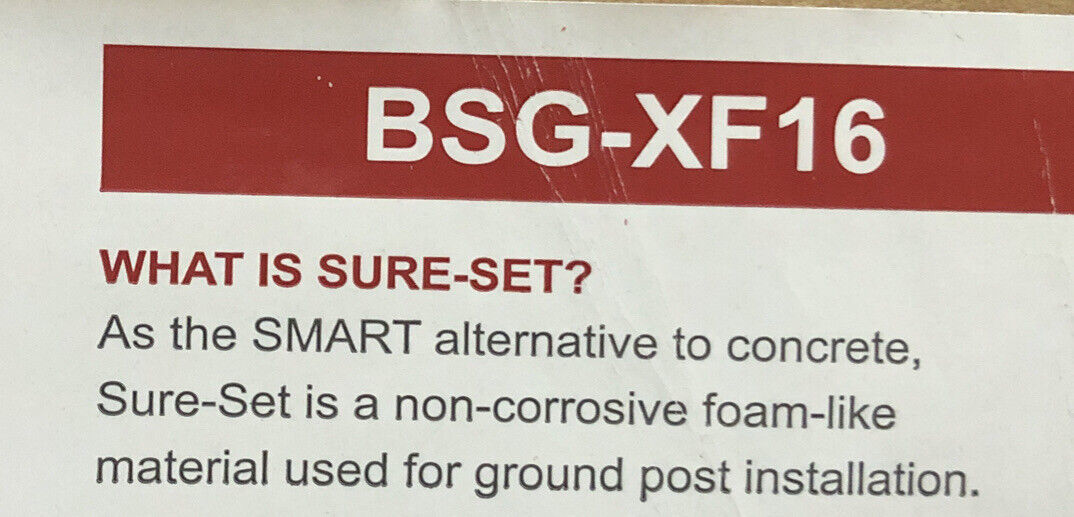 BSG-XF16
WHAT IS SURE-SET?
As the SMART alternative to concrete,
Sure-Set is a non-corrosive foam-like
material used for ground post installation.